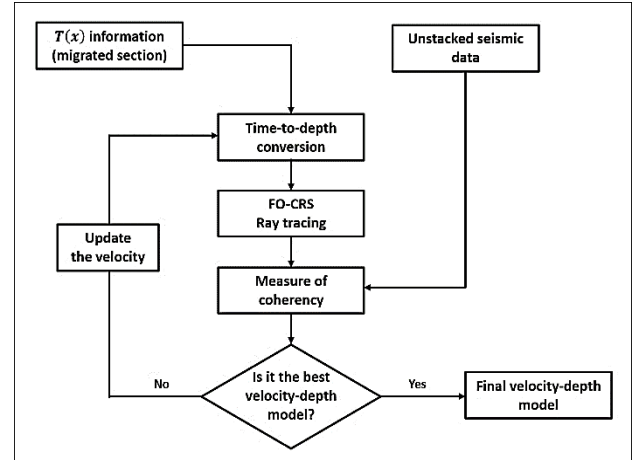 T(x) information
(migrated section)
Unstacked seismic
data
Time-to-depth
conversion
FO-CRS
Ray tracing
Update
the velocity
Measure of
coherency
Is it the best
velocity-depth
model?
No
Yes
Final velocity-depth
model